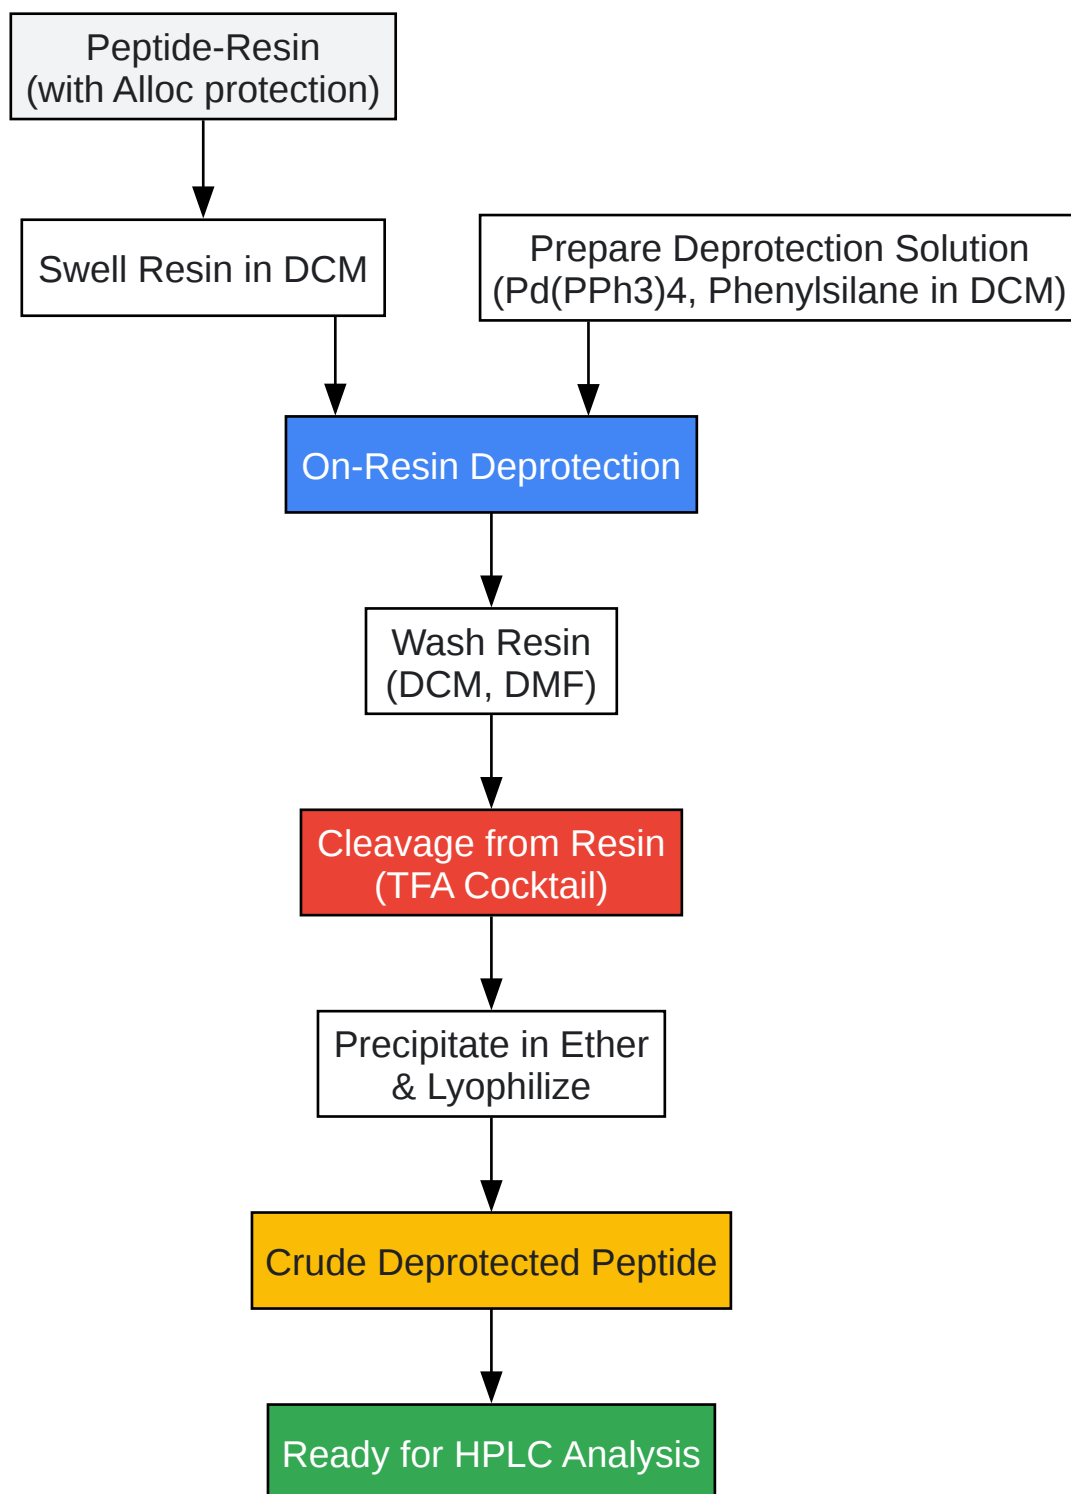 Peptide-Resin
(with Alloc protection)
Swell Resin in DCM
Prepare Deprotection Solution
(Pd(PPh3)4, Phenylsilane in DCM)
On-Resin Deprotection
Wash Resin
(DCM, DMF)
Cleavage from Resin
(TFA Cocktail)
Precipitate in Ether
& Lyophilize
Crude Deprotected Peptide
Ready for HPLC Analysis